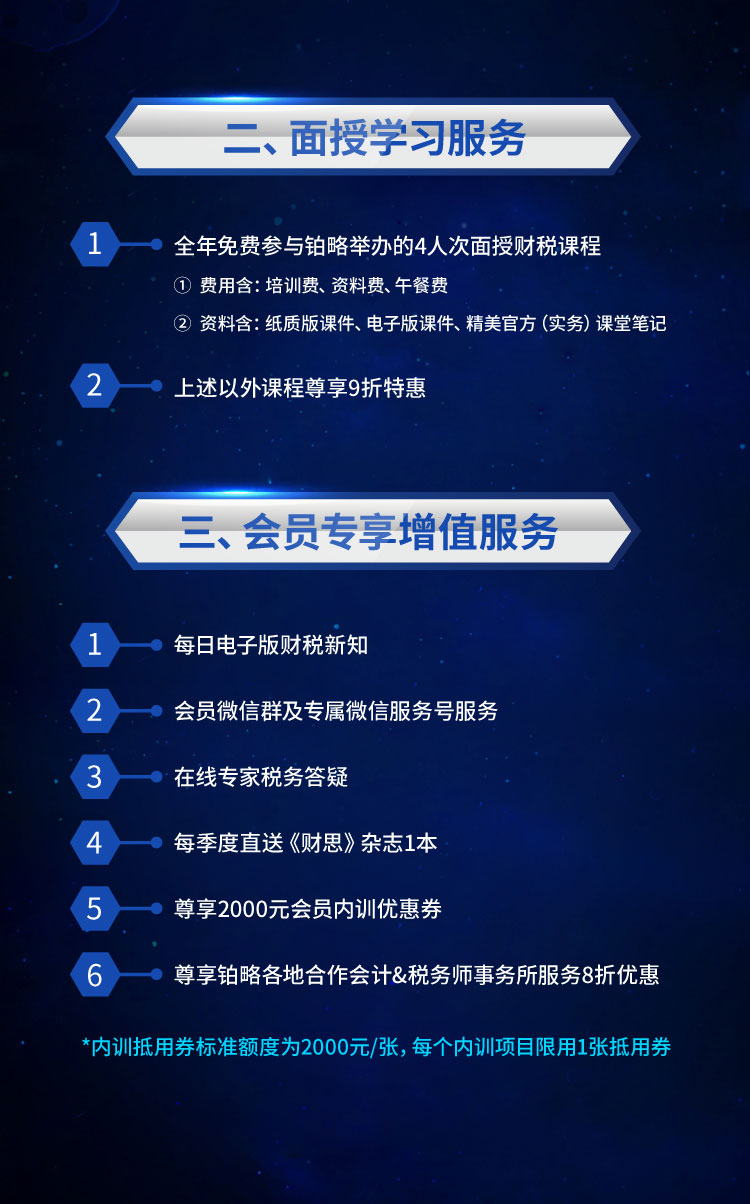 二、面授学习服务
1 全年免费参与铂略举办的4人次面授财税课程
① 费用含：培训费、资料费、午餐费
② 资料含：纸质版课件、电子版课件、精美官方（实务）课堂笔记
2 上述以外课程尊享9折特惠
三、会员专享增值服务
1 每日电子版财税新知
2 会员微信群及专属微信服务号服务
3 在线专家税务答疑
4 每季度直送《财思》杂志1本
5 尊享2000元会员内训优惠券
6 尊享铂略各地合作会计&税务师事务所服务8折优惠
*内训抵用券标准额度为2000元/张，每个内训项目限用1张抵用券